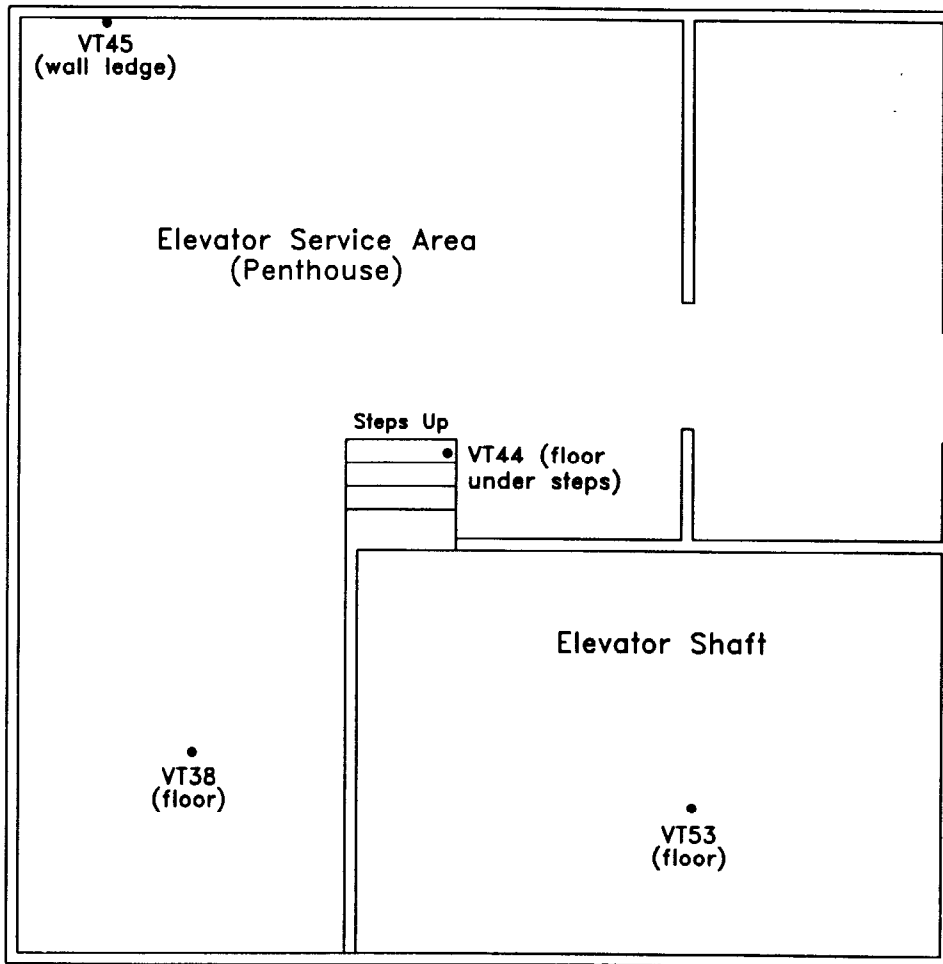 VT45
(wall ledge)
Elevator Service Area
(Penthouse)
Steps Up
VT44 (floor
under steps)
Elevator Shaft
VT38
(floor)
VT53
(floor)